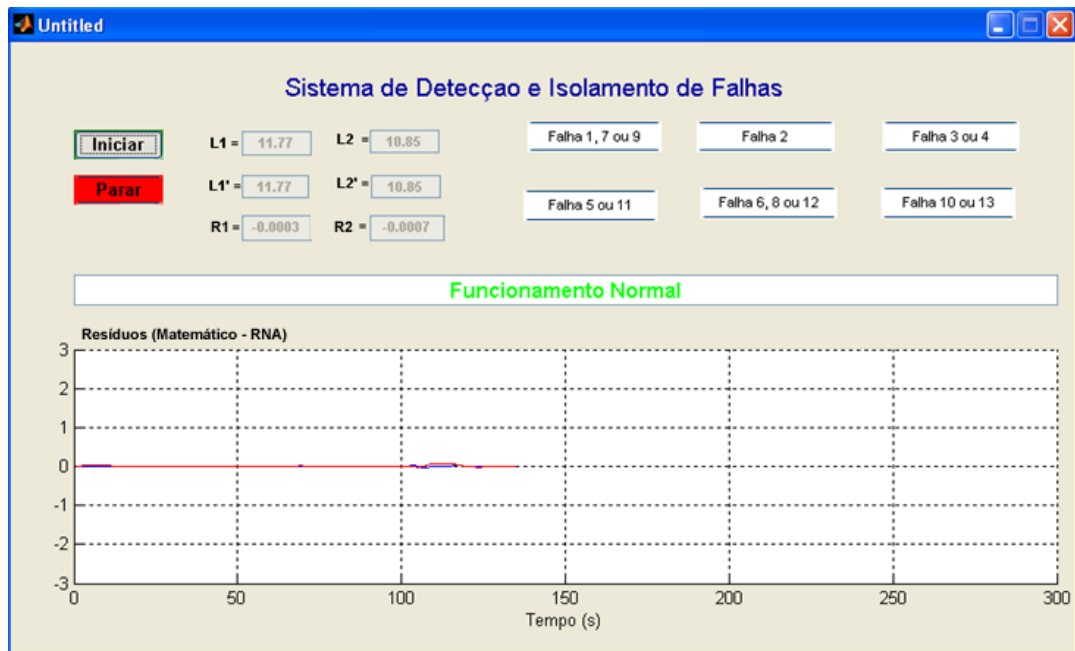 Untitled
Sistema de Detecçao e Isolamento de Falhas
Iniciar L1 = 11.77 L2 = 10.85 Falha 1, 7 ou 9 Falha 2 Falha 3 ou 4
Parar L1' = 11.77 L2' = 10.85 Falha 5 ou 11 Falha 6, 8 ou 12 Falha 10 ou 13
R1 = -0.0003 R2 = -0.0007
Funcionamento Normal
Resíduos (Matemático - RNA)
3
2
1
0
-1
-2
-3
0 50 100 150 200 250 300
Tempo (s)